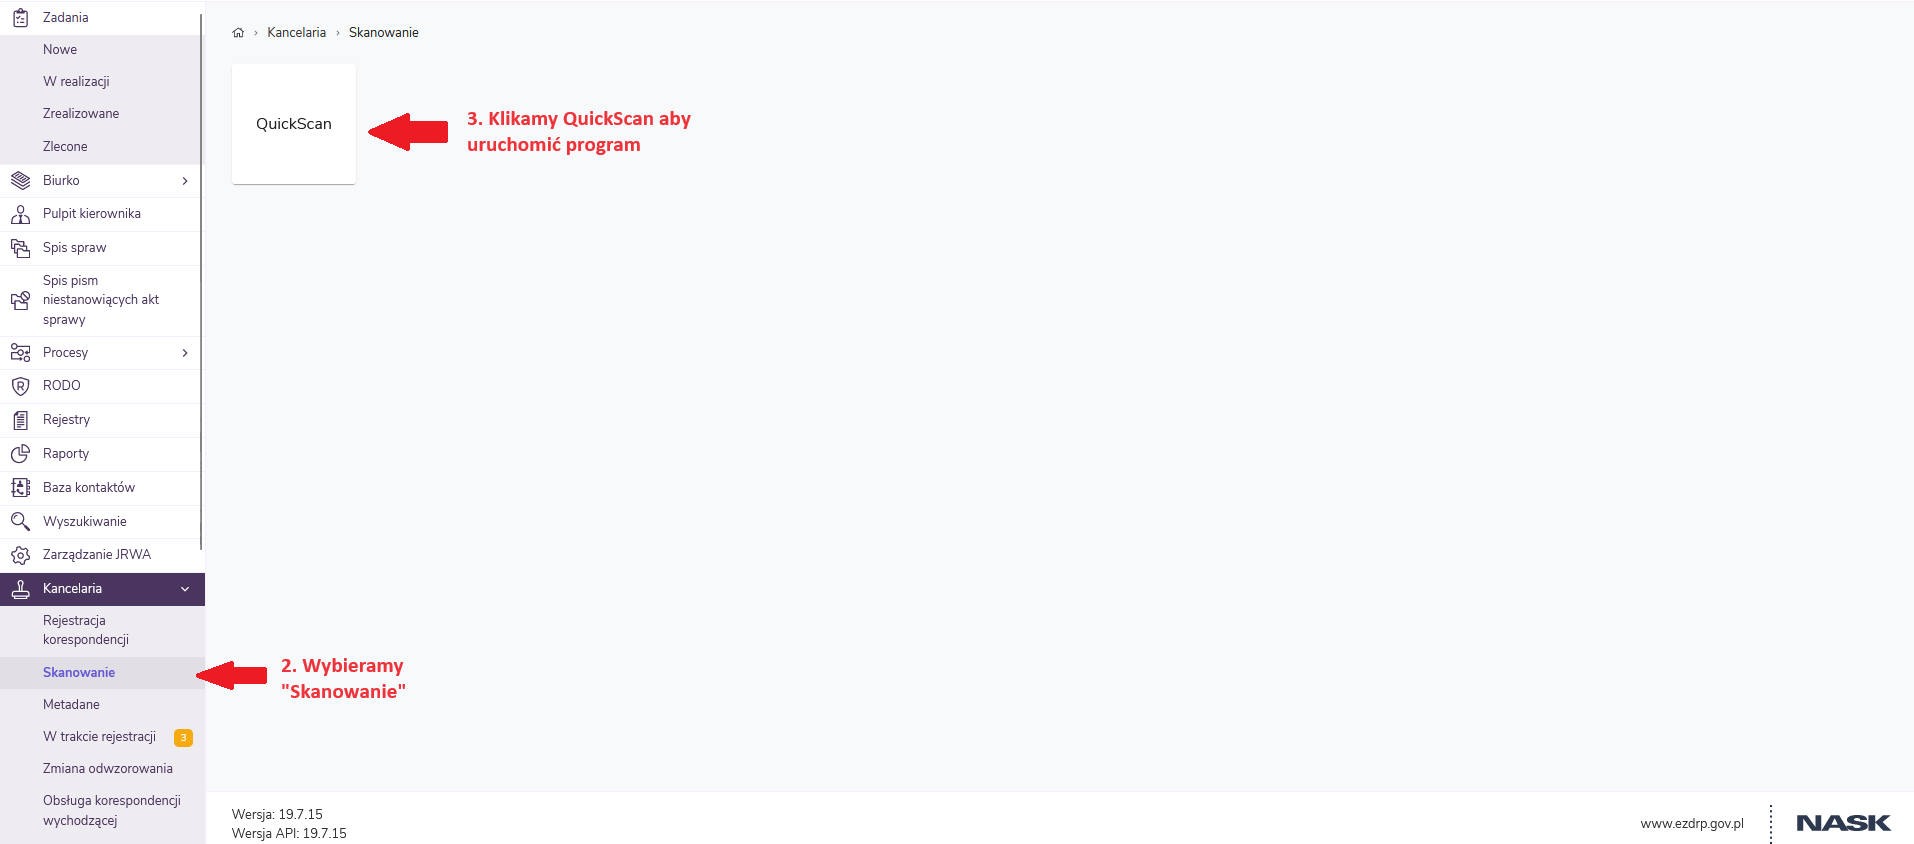 Zadania
Nowe
W realizacji
Zrealizowane
Zlecone
Biurko
Pulpit kierownika
Spis spraw
Spis pism
niestanowiących akt
sprawy
Procesy
RODO
Rejestry
Raporty
Baza kontaktów
Wyszukiwanie
Zarządzanie JRWA
Kancelaria
Rejestracja
korespondencji
Skanowanie
Metadane
W trakcie rejestracji 3
Zmiana odwzorowania
Obsługa korespondencji
wychodzącej
› Kancelaria › Skanowanie
QuickScan
3. Klikamy QuickScan aby
uruchomić program
2. Wybieramy
"Skanowanie"
Wersja: 19.7.15
Wersja API: 19.7.15
www.ezdrp.gov.pl
NASK